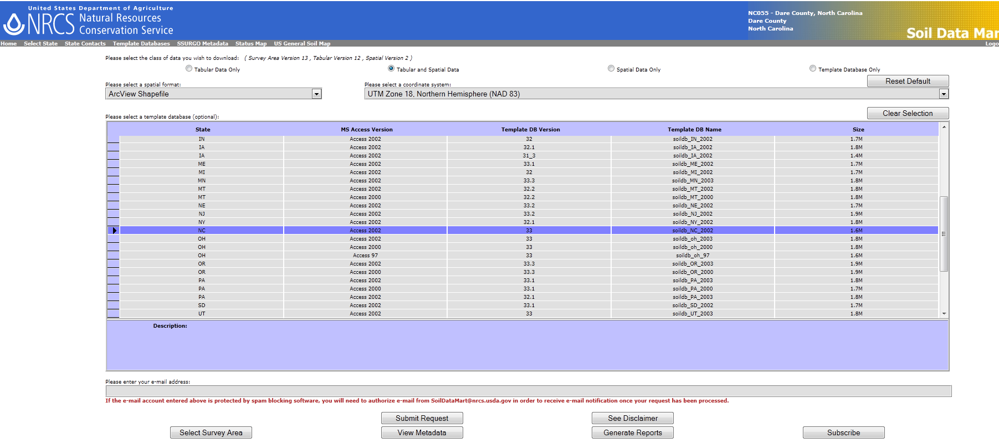 United States Department of Agriculture
NRCS Natural Resources Conservation Service
NC055 - Dare County, North Carolina
Dare County
North Carolina
Soil Data Mar
Home Select State State Contacts Template Databases SSURGO Metadata Status Map US General Soil Map Logo
Please select the class of data you wish to download: ( Survey Area Version 13 , Tabular Version 12 , Spatial Version 2 )
Tabular Data Only Tabular and Spatial Data Spatial Data Only Template Database Only
Please select a spatial format: Please select a coordinate system: Reset Default
ArcView Shapefile UTM Zone 18, Northern Hemisphere (NAD 83)
Please select a template database (optional): Clear Selection
State MS Access Version Template DB Version Template DB Name Size
IN Access 2002 32 soildb_IN_2002 1.7M
IA Access 2002 32.1 soildb_IA_2002 1.8M
IA Access 2002 31_3 soildb_IA_2002 1.4M
ME Access 2002 33.1 soildb_ME_2002 1.7M
MI Access 2002 32 soildb_MI_2002 1.7M
MN Access 2002 33.3 soildb_MN_2003 1.8M
MT Access 2002 32.2 soildb_MT_2002 1.8M
MT Access 2000 32.2 soildb_MT_2000 1.8M
NE Access 2002 33.2 soildb_NE_2002 1.7M
NJ Access 2002 33.2 soildb_NJ_2002 1.9M
NY Access 2002 32.1 soildb_NY_2002 1.8M
NC Access 2002 33 soildb_NC_2002 1.6M
OH Access 2002 33 soildb_oh_2003 1.8M
OH Access 2000 33 soildb_oh_2000 1.8M
OH Access 97 33 soildb_oh_97 1.6M
OR Access 2002 33.3 soildb_OR_2003 1.9M
OR Access 2000 33.3 soildb_OR_2000 1.9M
PA Access 2002 33.1 soildb_PA_2003 1.8M
PA Access 2000 33.1 soildb_PA_2000 1.7M
PA Access 2002 32.1 soildb_PA_2003 1.8M
SD Access 2002 33.1 soildb_SD_2002 1.7M
UT Access 2002 33 soildb_UT_2003 1.8M
Description:
Please enter your e-mail address:
If the e-mail account entered above is protected by spam blocking software, you will need to authorize e-mail from SoilDataMart@nrcs.usda.gov in order to receive e-mail notification once your request has been processed.
Submit Request See Disclaimer
Select Survey Area View Metadata Generate Reports Subscribe